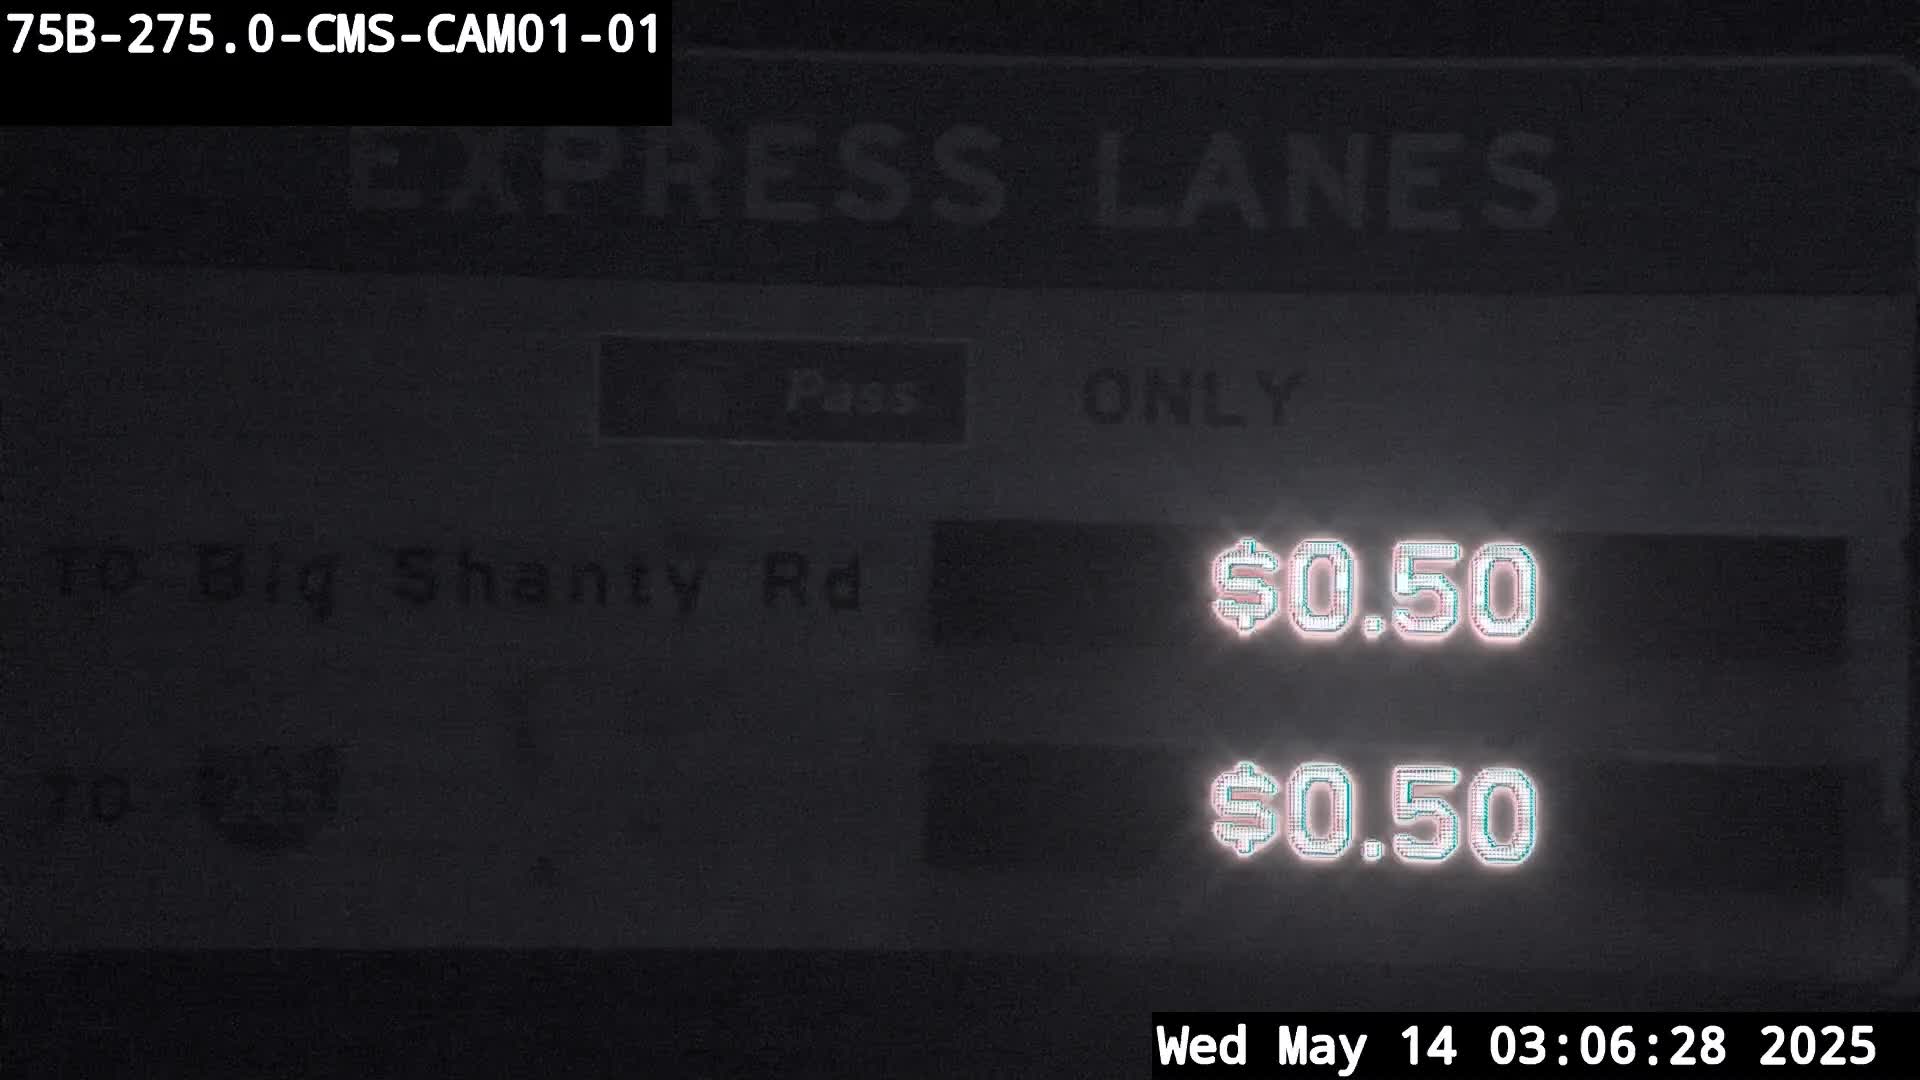 75B-275.0-CMS-CAM01-01
EXPRESS LANES
Pass ONLY
TO Big Shanty Rd $0.50
TO $0.50
Wed May 14 03:06:28 2025